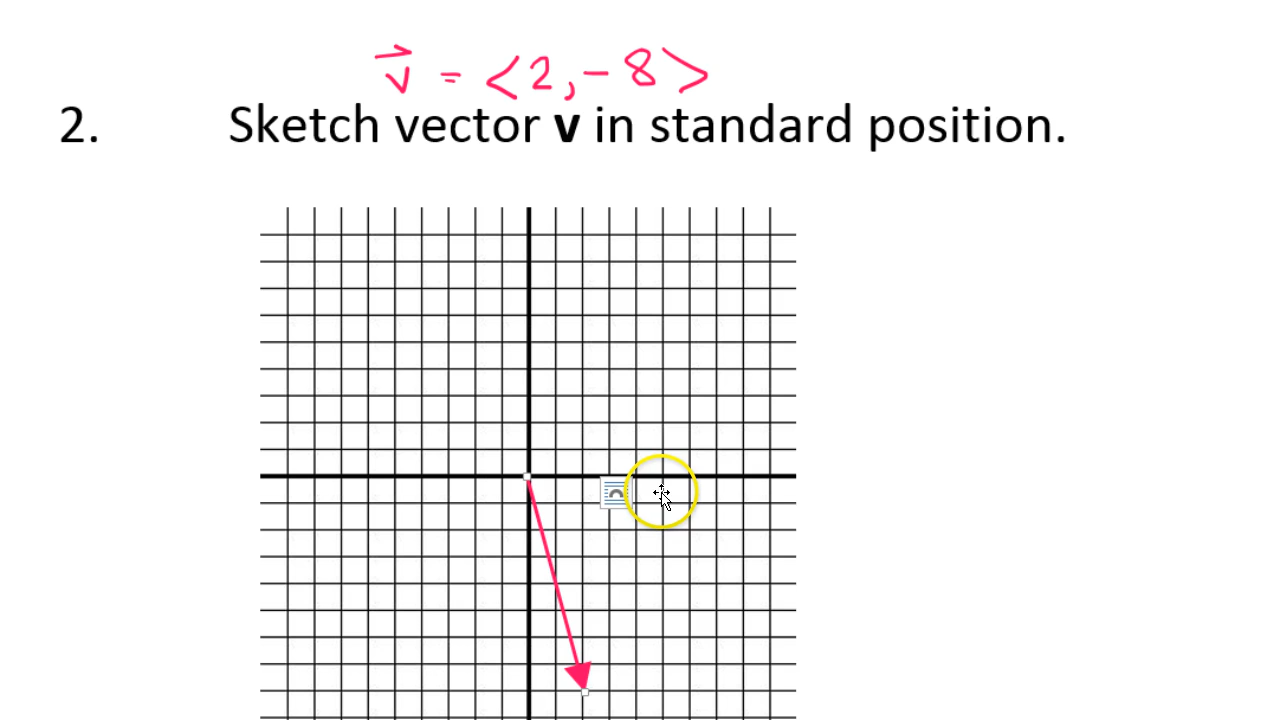 v = <2, -8>
2. Sketch vector v in standard position.